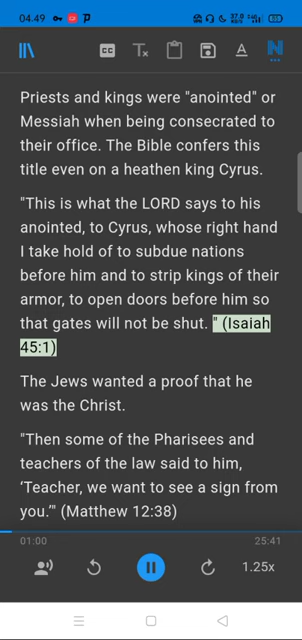 04.49
37.0
KB/S
CC
Priests and kings were "anointed" or
Messiah when being consecrated to
their office. The Bible confers this
title even on a heathen king Cyrus.
"This is what the LORD says to his
anointed, to Cyrus, whose right hand
I take hold of to subdue nations
before him and to strip kings of their
armor, to open doors before him so
that gates will not be shut. " (Isaiah
45:1)
The Jews wanted a proof that he
was the Christ.
"Then some of the Pharisees and
teachers of the law said to him,
‘Teacher, we want to see a sign from
you.’" (Matthew 12:38)
01:00
25:41
1.25x